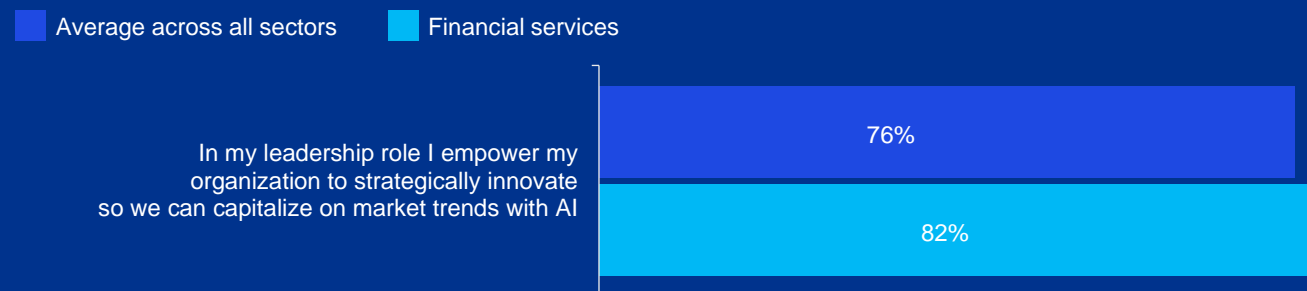 Average across all sectors
Financial services
In my leadership role I empower my
organization to strategically innovate
so we can capitalize on market trends with AI
76%
82%